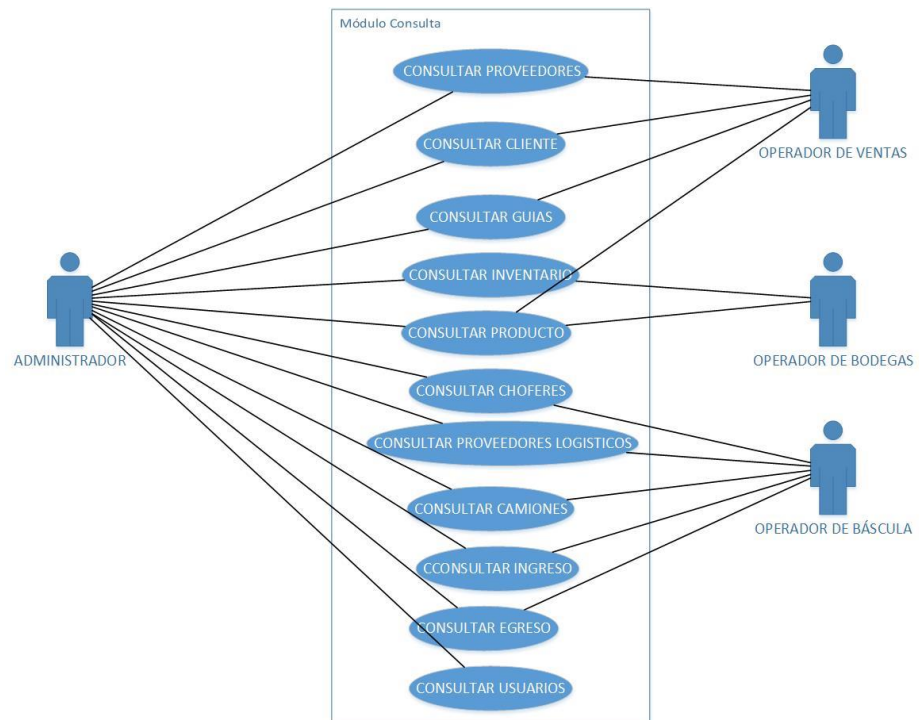 Módulo Consulta
CONSULTAR PROVEEDORES
CONSULTAR CLIENTE
OPERADOR DE VENTAS
CONSULTAR GUIAS
CONSULTAR INVENTARIO
CONSULTAR PRODUCTO
ADMINISTRADOR
OPERADOR DE BODEGAS
CONSULTAR CHOFERES
CONSULTAR PROVEEDORES LOGISTICOS
CONSULTAR CAMIONES
OPERADOR DE BÁSCULA
CCONSULTAR INGRESO
CONSULTAR EGRESO
CONSULTAR USUARIOS